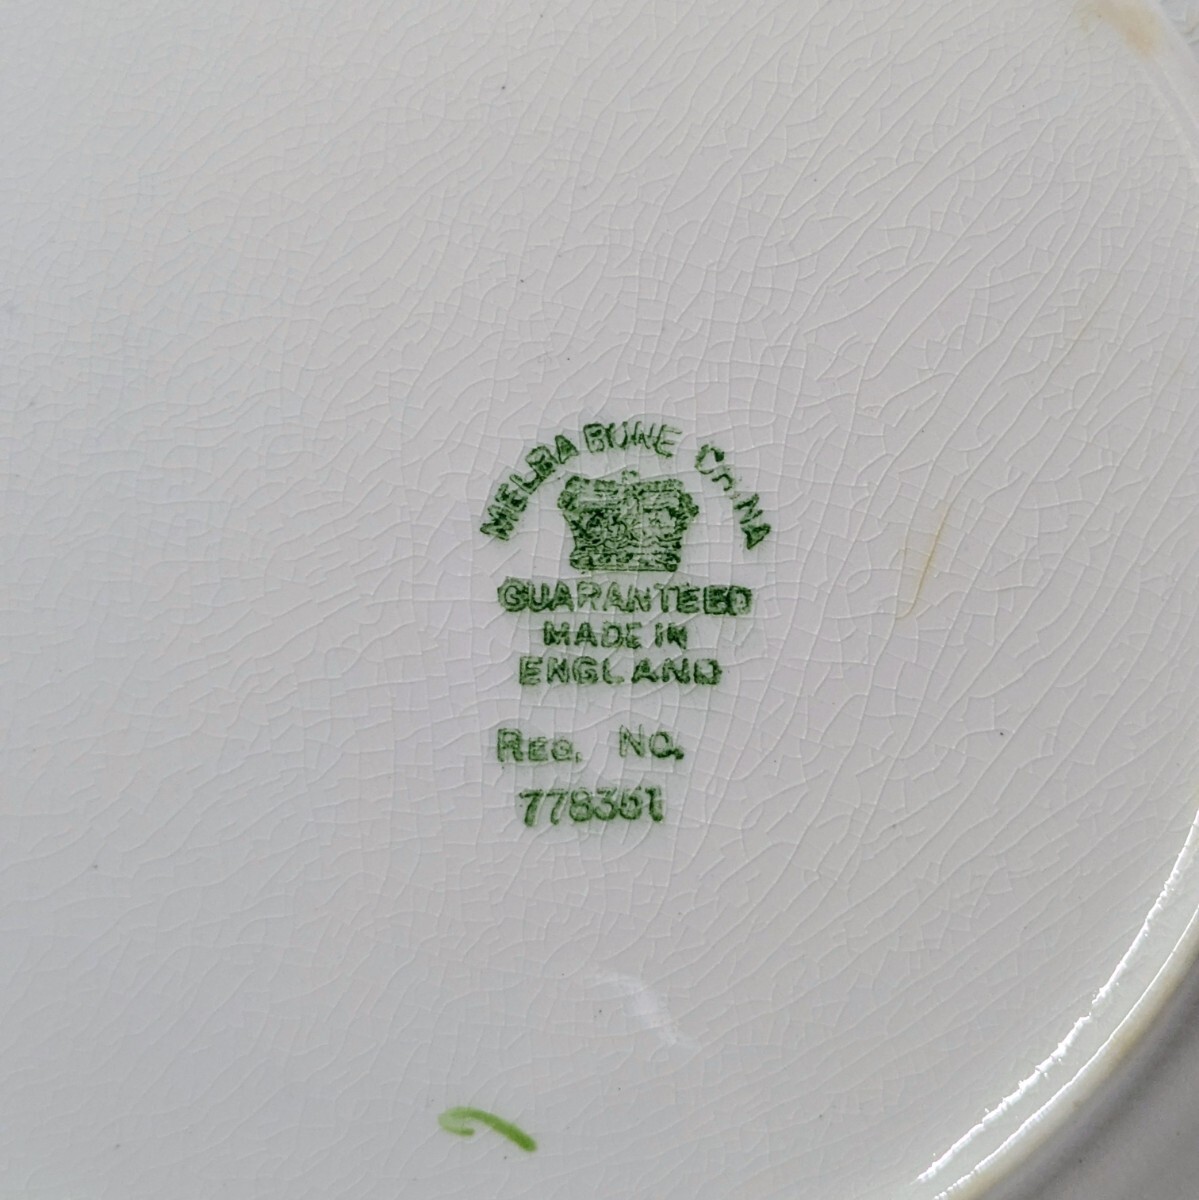 MELBA BONE CHINA
GUARANTEED
MADE IN
ENGLAND
REG. NO.
778351